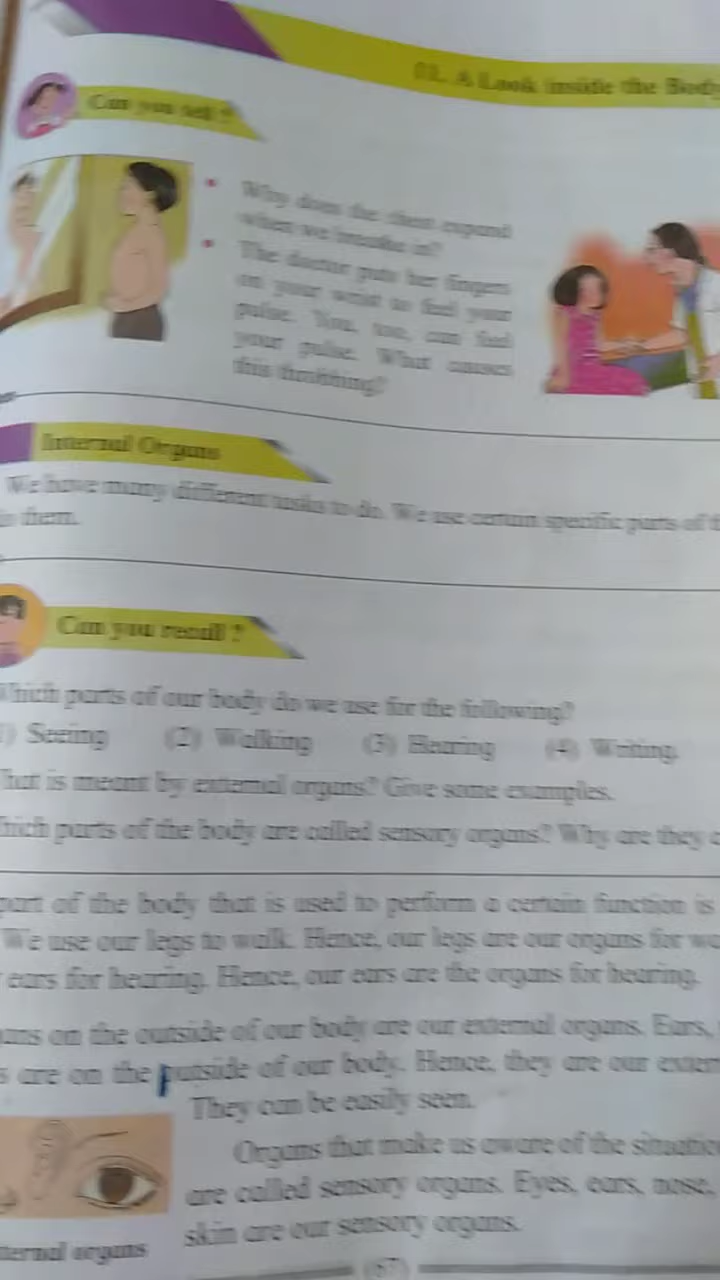 11. A Look inside the Body
Can you tell ?
Why does the chest expand
when we breathe in?
The doctor puts her fingers
on your wrist to feel your
pulse. You, too, can feel
your pulse. What causes
this throbbing?
Internal Organs
We have many different tasks to do. We use certain specific parts of
them.
Can you recall ?
Which parts of our body do we use for the following?
Seeing (2) Walking (3) Hearing (4) Writing.
What is meant by external organs? Give some examples.
Which parts of the body are called sensory organs? Why are they
part of the body that is used to perform a certain function is
We use our legs to walk. Hence, our legs are our organs for
ears for hearing. Hence, our ears are the organs for hearing.
on the outside of our body are our external organs. Ears,
are on the outside of our body. Hence, they are our
They can be easily seen.
Organs that make us aware of the
are called sensory organs. Eyes, ears, nose,
skin are our sensory organs.
organs
(67)